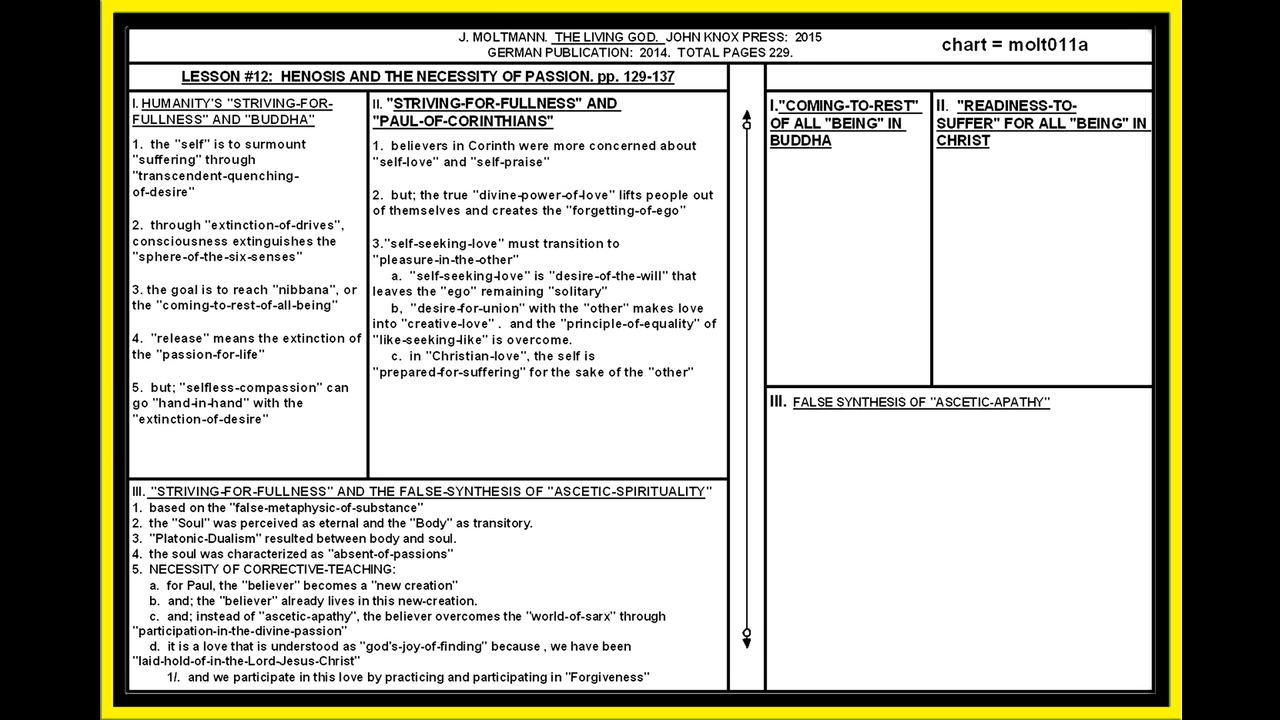 J. MOLTMANN. THE LIVING GOD. JOHN KNOX PRESS: 2015
GERMAN PUBLICATION: 2014. TOTAL PAGES 229.
chart = molt011a
LESSON #12: HENOSIS AND THE NECESSITY OF PASSION. pp. 129-137
I. HUMANITY'S "STRIVING-FOR-
FULLNESS" AND "BUDDHA"
1. the "self" is to surmount
"suffering" through
"transcendent-quenching-
of-desire"
2. through "extinction-of-drives",
consciousness extinguishes the
"sphere-of-the-six-senses"
3. the goal is to reach "nibbana", or
the "coming-to-rest-of-all-being"
4. "release" means the extinction of
the "passion-for-life"
5. but; "selfless-compassion" can
go "hand-in-hand" with the
"extinction-of-desire"
II. "STRIVING-FOR-FULLNESS" AND
"PAUL-OF-CORINTHIANS"
1. believers in Corinth were more concerned about
"self-love" and "self-praise"
2. but; the true "divine-power-of-love" lifts people out
of themselves and creates the "forgetting-of-ego"
3."self-seeking-love" must transition to
"pleasure-in-the-other"
a. "self-seeking-love" is "desire-of-the-will" that
leaves the "ego" remaining "solitary"
b, "desire-for-union" with the "other" makes love
into "creative-love" . and the "principle-of-equality" of
"like-seeking-like" is overcome.
c. in "Christian-love", the self is
"prepared-for-suffering" for the sake of the "other"
III. "STRIVING-FOR-FULLNESS" AND THE FALSE-SYNTHESIS OF "ASCETIC-SPIRITUALITY"
1. based on the "false-metaphysic-of-substance"
2. the "Soul" was perceived as eternal and the "Body" as transitory.
3. "Platonic-Dualism" resulted between body and soul.
4. the soul was characterized as "absent-of-passions"
5. NECESSITY OF CORRECTIVE-TEACHING:
a. for Paul, the "believer" becomes a "new creation"
b. and; the "believer" already lives in this new-creation.
c. and; instead of "ascetic-apathy", the believer overcomes the "world-of-sarx" through
"participation-in-the-divine-passion"
d. it is a love that is understood as "god's-joy-of-finding" because , we have been
"laid-hold-of-in-the-Lord-Jesus-Christ"
1/. and we participate in this love by practicing and participating in "Forgiveness"
I."COMING-TO-REST"
OF ALL "BEING" IN
BUDDHA
II. "READINESS-TO-
SUFFER" FOR ALL "BEING" IN
CHRIST
III. FALSE SYNTHESIS OF "ASCETIC-APATHY"